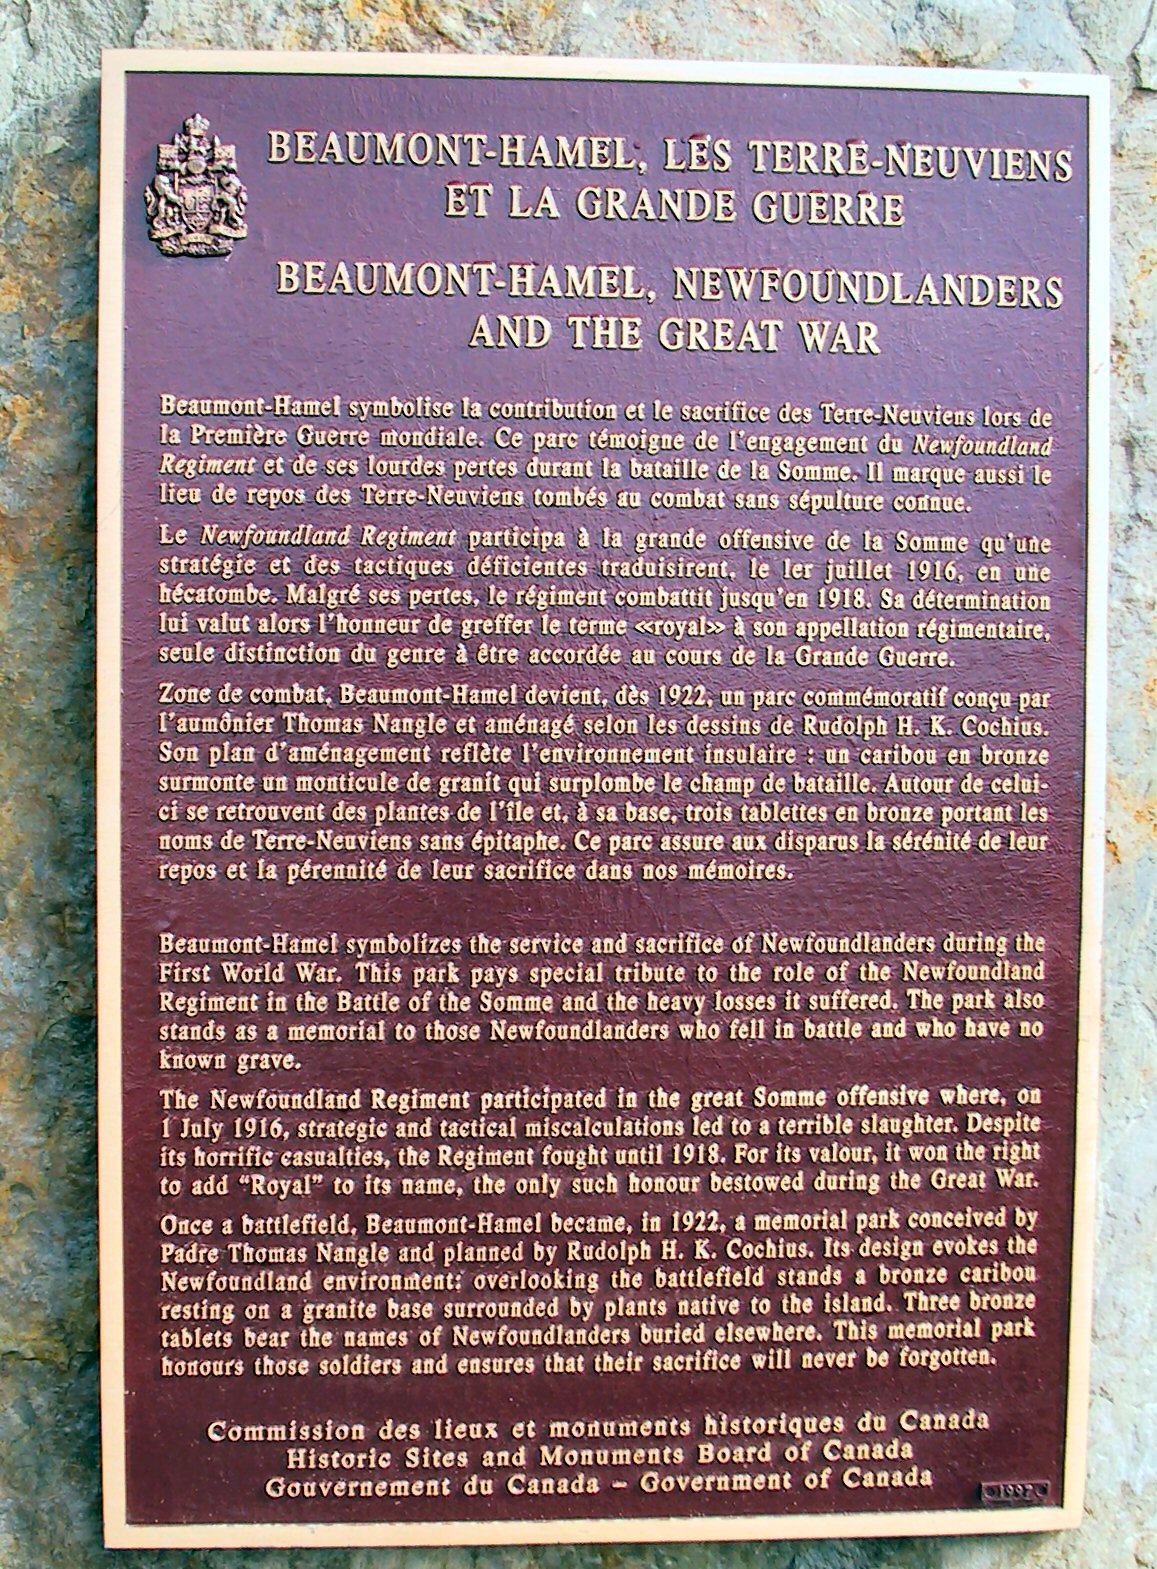 BEAUMONT-HAMEL, LES TERRE-NEUVIENS
ET LA GRANDE GUERRE
BEAUMONT-HAMEL, NEWFOUNDLANDERS
AND THE GREAT WAR
Beaumont-Hamel symbolise la contribution et le sacrifice des Terre-Neuviens lors de
la Première Guerre mondiale. Ce parc témoigne de l'engagement du Newfoundland
Regiment et de ses lourdes pertes durant la bataille de la Somme. Il marque aussi le
lieu de repos des Terre-Neuviens tombés au combat sans sépulture connue.
Le Newfoundland Regiment participa à la grande offensive de la Somme qu'une
stratégie et des tactiques déficientes traduisirent, le 1er juillet 1916, en une
hécatombe. Malgré ses pertes, le régiment combattit jusqu'en 1918. Sa détermination
lui valut alors l'honneur de greffer le terme «royal» à son appellation régimentaire,
seule distinction du genre à être accordée au cours de la Grande Guerre.
Zone de combat, Beaumont-Hamel devient, dès 1922, un parc commémoratif conçu par
l'aumônier Thomas Nangle et aménagé selon les dessins de Rudolph H. K. Cochius.
Son plan d'aménagement reflète l'environnement insulaire : un caribou en bronze
surmonte un monticule de granit qui surplombe le champ de bataille. Autour de celui-
ci se retrouvent des plantes de l'île et, à sa base, trois tablettes en bronze portant les
noms de Terre-Neuviens sans épitaphe. Ce parc assure aux disparus la sérénité de leur
repos et la pérennité de leur sacrifice dans nos mémoires.
Beaumont-Hamel symbolizes the service and sacrifice of Newfoundlanders during the
First World War. This park pays special tribute to the role of the Newfoundland
Regiment in the Battle of the Somme and the heavy losses it suffered. The park also
stands as a memorial to those Newfoundlanders who fell in battle and who have no
known grave.
The Newfoundland Regiment participated in the great Somme offensive where, on
1 July 1916, strategic and tactical miscalculations led to a terrible slaughter. Despite
its horrific casualties, the Regiment fought until 1918. For its valour, it won the right
to add "Royal" to its name, the only such honour bestowed during the Great War.
Once a battlefield, Beaumont-Hamel became, in 1922, a memorial park conceived by
Padre Thomas Nangle and planned by Rudolph H. K. Cochius. Its design evokes the
Newfoundland environment: overlooking the battlefield stands a bronze caribou
resting on a granite base surrounded by plants native to the island. Three bronze
tablets bear the names of Newfoundlanders buried elsewhere. This memorial park
honours those soldiers and ensures that their sacrifice will never be forgotten.
Commission des lieux et monuments historiques du Canada
Historic Sites and Monuments Board of Canada
Gouvernement du Canada – Government of Canada
1997